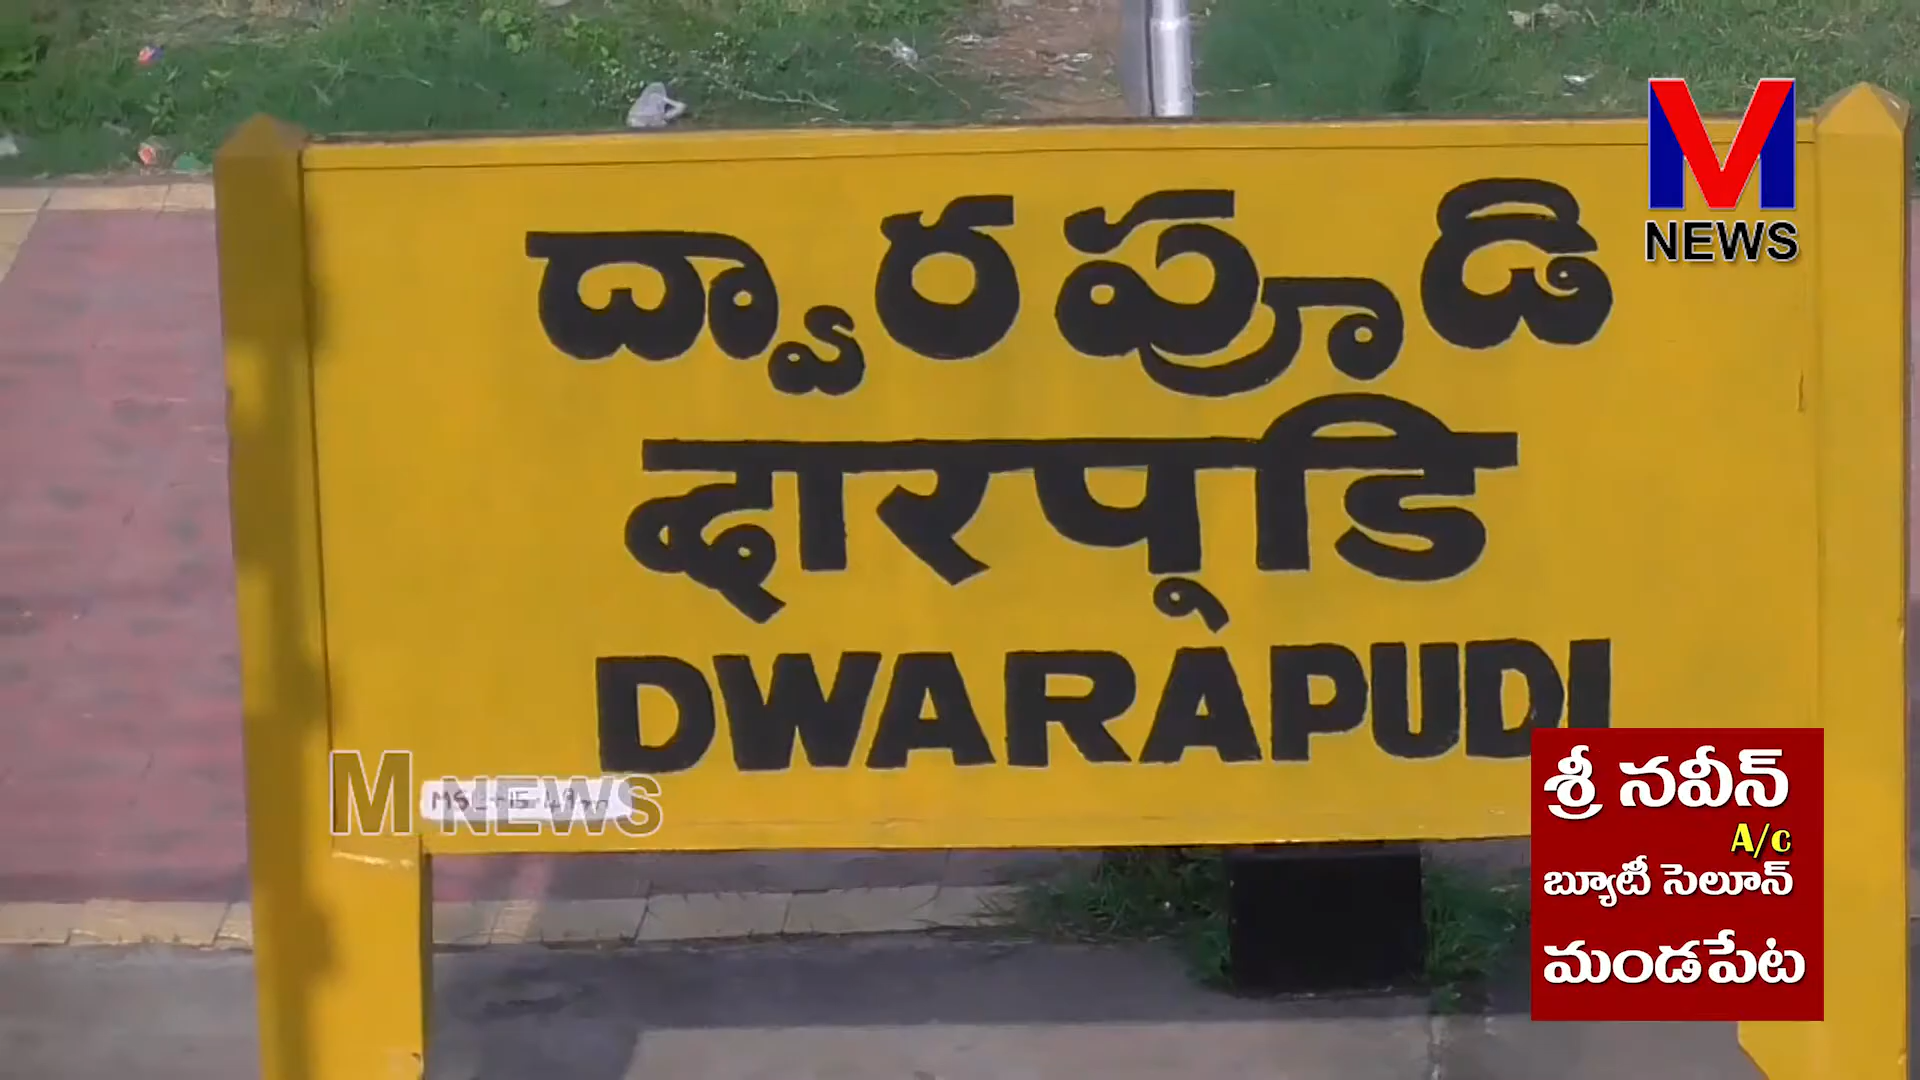 M
NEWS
ద్వారపూడి
द्वारपूडि
DWARAPUDI
M NEWS
శ్రీ నవీన్
A/c
బ్యూటీ సెలూన్
మండపేట